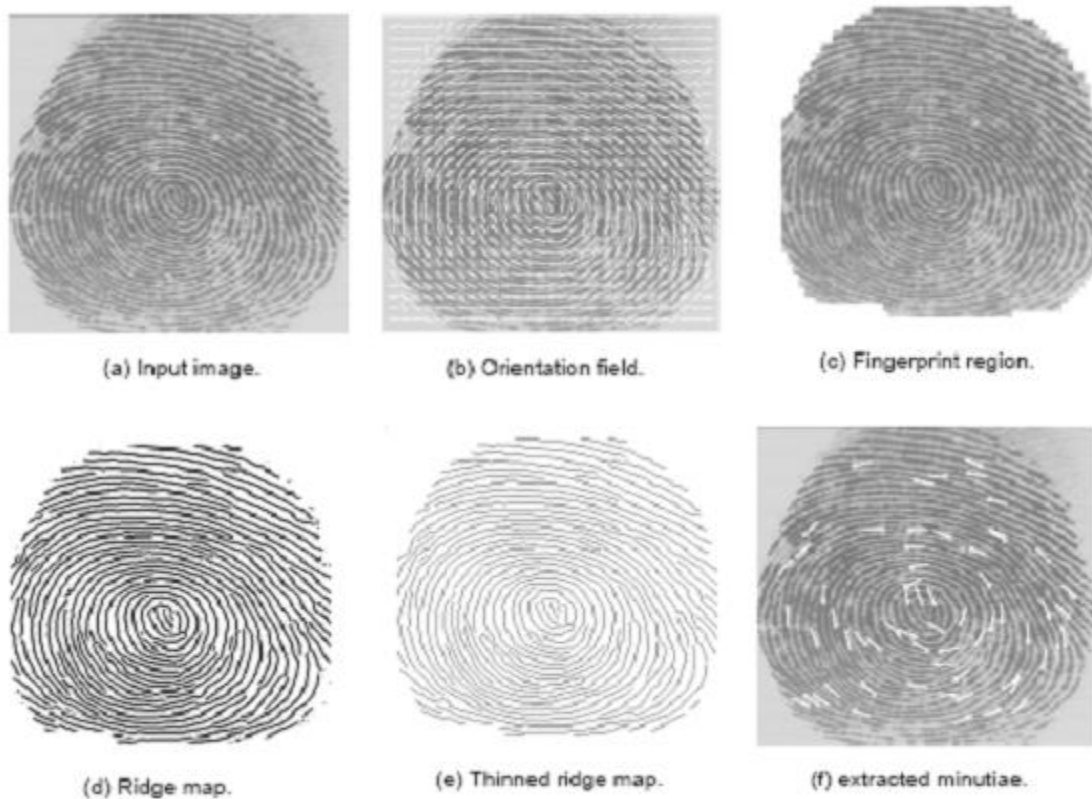 (a) Input image.
(b) Orientation field.
(c) Fingerprint region.
(d) Ridge map.
(e) Thinned ridge map.
(f) extracted minutiae.